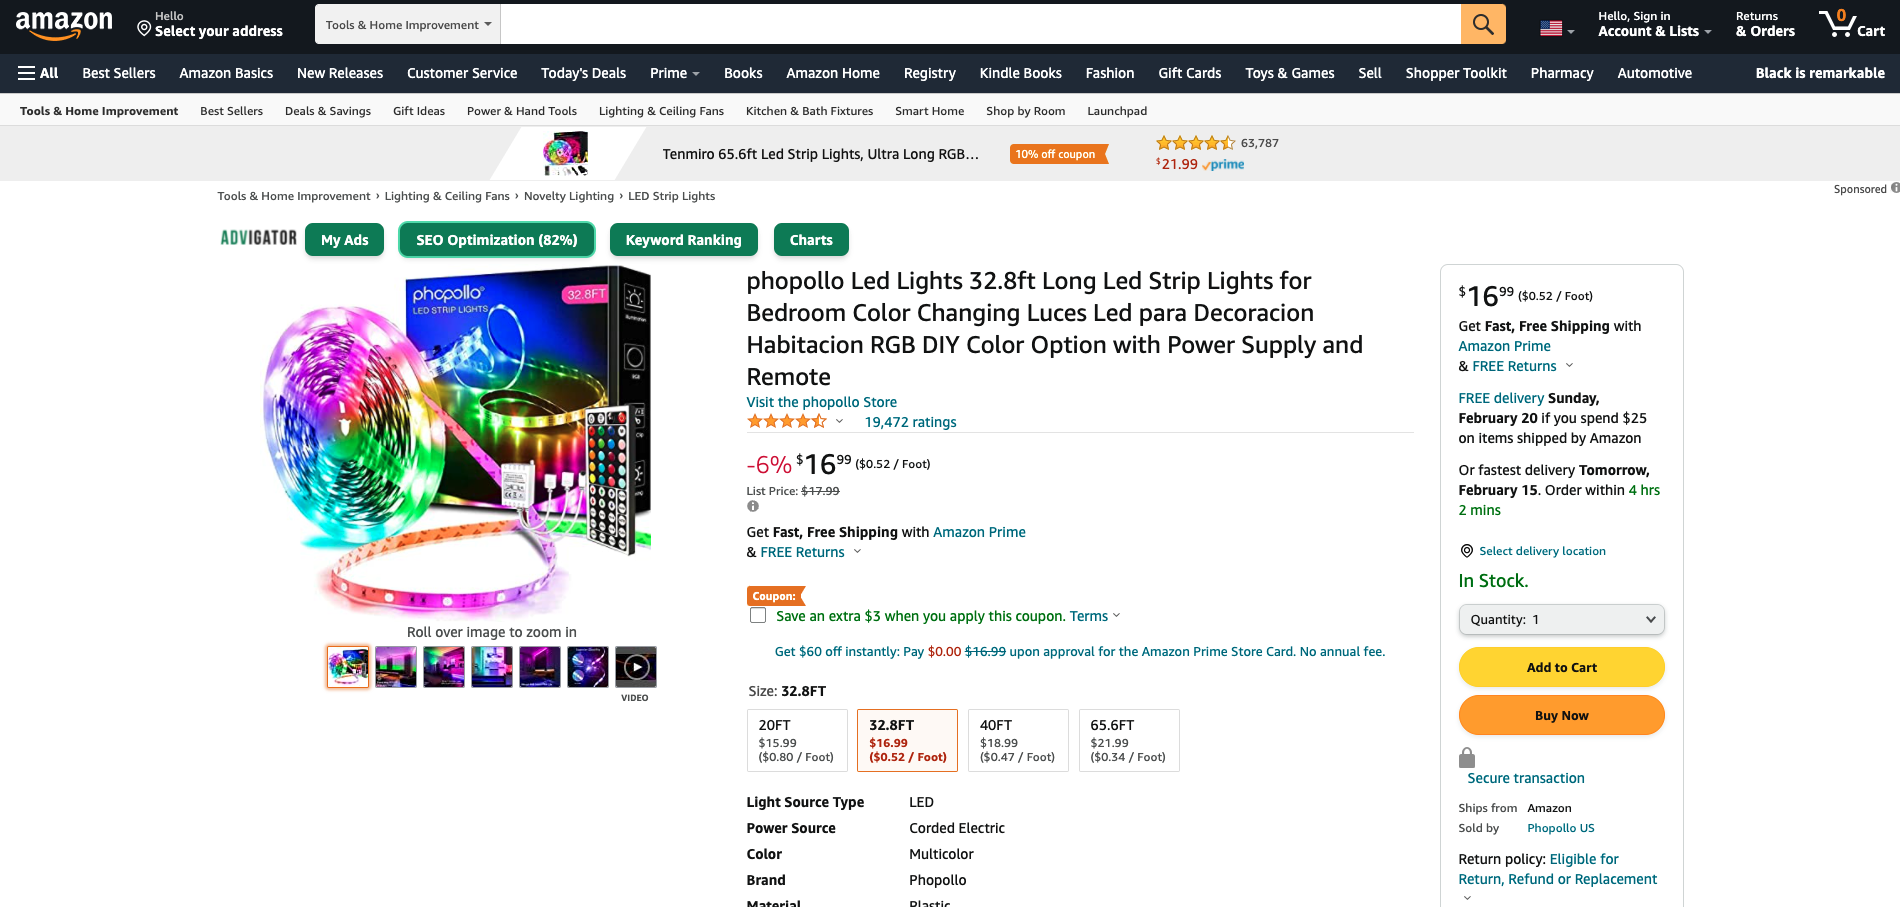 amazon
Hello
Select your address
Tools & Home Improvement
Hello, Sign in
Account & Lists
Returns
& Orders
0
Cart
All
Best Sellers
Amazon Basics
New Releases
Customer Service
Today's Deals
Prime
Books
Amazon Home
Registry
Kindle Books
Fashion
Gift Cards
Toys & Games
Sell
Shopper Toolkit
Pharmacy
Automotive
Black is remarkable
Tools & Home Improvement
Best Sellers
Deals & Savings
Gift Ideas
Power & Hand Tools
Lighting & Ceiling Fans
Kitchen & Bath Fixtures
Smart Home
Shop by Room
Launchpad
Tenmiro 65.6ft Led Strip Lights, Ultra Long RGB...
10% off coupon
63,787
$21.99 prime
Sponsored
Tools & Home Improvement › Lighting & Ceiling Fans › Novelty Lighting › LED Strip Lights
ADVIGATOR
My Ads
SEO Optimization (82%)
Keyword Ranking
Charts
phopollo®
LED STRIP LIGHTS
32.8FT
Roll over image to zoom in
VIDEO
phopollo Led Lights 32.8ft Long Led Strip Lights for
Bedroom Color Changing Luces Led para Decoracion
Habitacion RGB DIY Color Option with Power Supply and
Remote
Visit the phopollo Store
19,472 ratings
-6% $16 99 ($0.52 / Foot)
List Price: $17.99
Get Fast, Free Shipping with Amazon Prime
& FREE Returns
Coupon:
Save an extra $3 when you apply this coupon. Terms
Get $60 off instantly: Pay $0.00 $16.99 upon approval for the Amazon Prime Store Card. No annual fee.
Size: 32.8FT
20FT
$15.99
($0.80 / Foot)
32.8FT
$16.99
($0.52 / Foot)
40FT
$18.99
($0.47 / Foot)
65.6FT
$21.99
($0.34 / Foot)
Light Source Type LED
Power Source Corded Electric
Color Multicolor
Brand Phopollo
Material Plastic
$16 99 ($0.52 / Foot)
Get Fast, Free Shipping with
Amazon Prime
& FREE Returns
FREE delivery Sunday,
February 20 if you spend $25
on items shipped by Amazon
Or fastest delivery Tomorrow,
February 15. Order within 4 hrs
2 mins
Select delivery location
In Stock.
Quantity: 1
Add to Cart
Buy Now
Secure transaction
Ships from Amazon
Sold by Phopollo US
Return policy: Eligible for
Return, Refund or Replacement